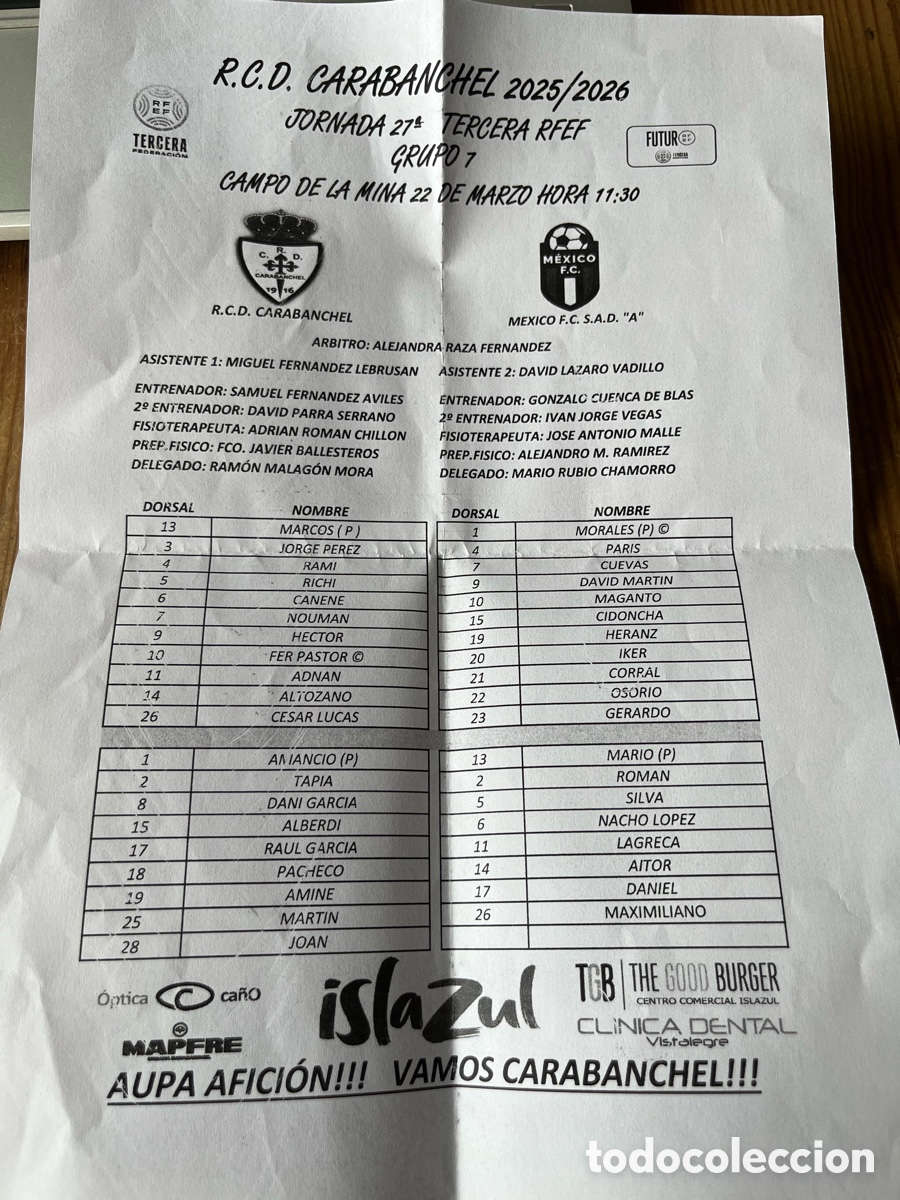 R.C.D. CARABANCHEL 2025/2026
JORNADA 27ª TERCERA RFEF
GRUPO 7
CAMPO DE LA MINA 22 DE MARZO HORA 11:30
RFEF
TERCERA
FEDERACIÓN
FUTURO
TERCERA
R.
C. D.
CARABANCHEL
19 16
MÉXICO
F.C.
R.C.D. CARABANCHEL
MEXICO F.C. S.A.D. "A"
ARBITRO: ALEJANDRA RAZA FERNANDEZ
ASISTENTE 1: MIGUEL FERNANDEZ LEBRUSAN ASISTENTE 2: DAVID LAZARO VADILLO
ENTRENADOR: SAMUEL FERNANDEZ AVILES ENTRENADOR: GONZALO CUENCA DE BLAS
2º ENTRENADOR: DAVID PARRA SERRANO 2º ENTRENADOR: IVAN JORGE VEGAS
FISIOTERAPEUTA: ADRIAN ROMAN CHILLON FISIOTERAPEUTA: JOSE ANTONIO MALLE
PREP.FISICO: FCO. JAVIER BALLESTEROS PREP.FISICO: ALEJANDRO M. RAMIREZ
DELEGADO: RAMÓN MALAGÓN MORA DELEGADO: MARIO RUBIO CHAMORRO
DORSAL NOMBRE DORSAL NOMBRE
13 MARCOS ( P ) 1 MORALES (P) ©
3 JORGE PEREZ 4 PARIS
4 RAMI 7 CUEVAS
5 RICHI 9 DAVID MARTIN
6 CANENE 10 MAGANTO
7 NOUMAN 15 CIDONCHA
9 HECTOR 19 HERANZ
10 FER PASTOR © 20 IKER
11 ADNAN 21 CORRAL
14 ALTOZANO 22 OSORIO
26 CESAR LUCAS 23 GERARDO
1 AMANCIO (P) 13 MARIO (P)
2 TAPIA 2 ROMAN
8 DANI GARCIA 5 SILVA
15 ALBERDI 6 NACHO LOPEZ
17 RAUL GARCIA 11 LAGRECA
18 PACHECO 14 AITOR
19 AMINE 17 DANIEL
25 MARTIN 26 MAXIMILIANO
28 JOAN
Óptica caño
MAPFRE
islazul
TGB THE GOOD BURGER
CENTRO COMERCIAL ISLAZUL
CLINICA DENTAL
Vistalegre
AUPA AFICIÓN!!! VAMOS CARABANCHEL!!!
todocoleccion